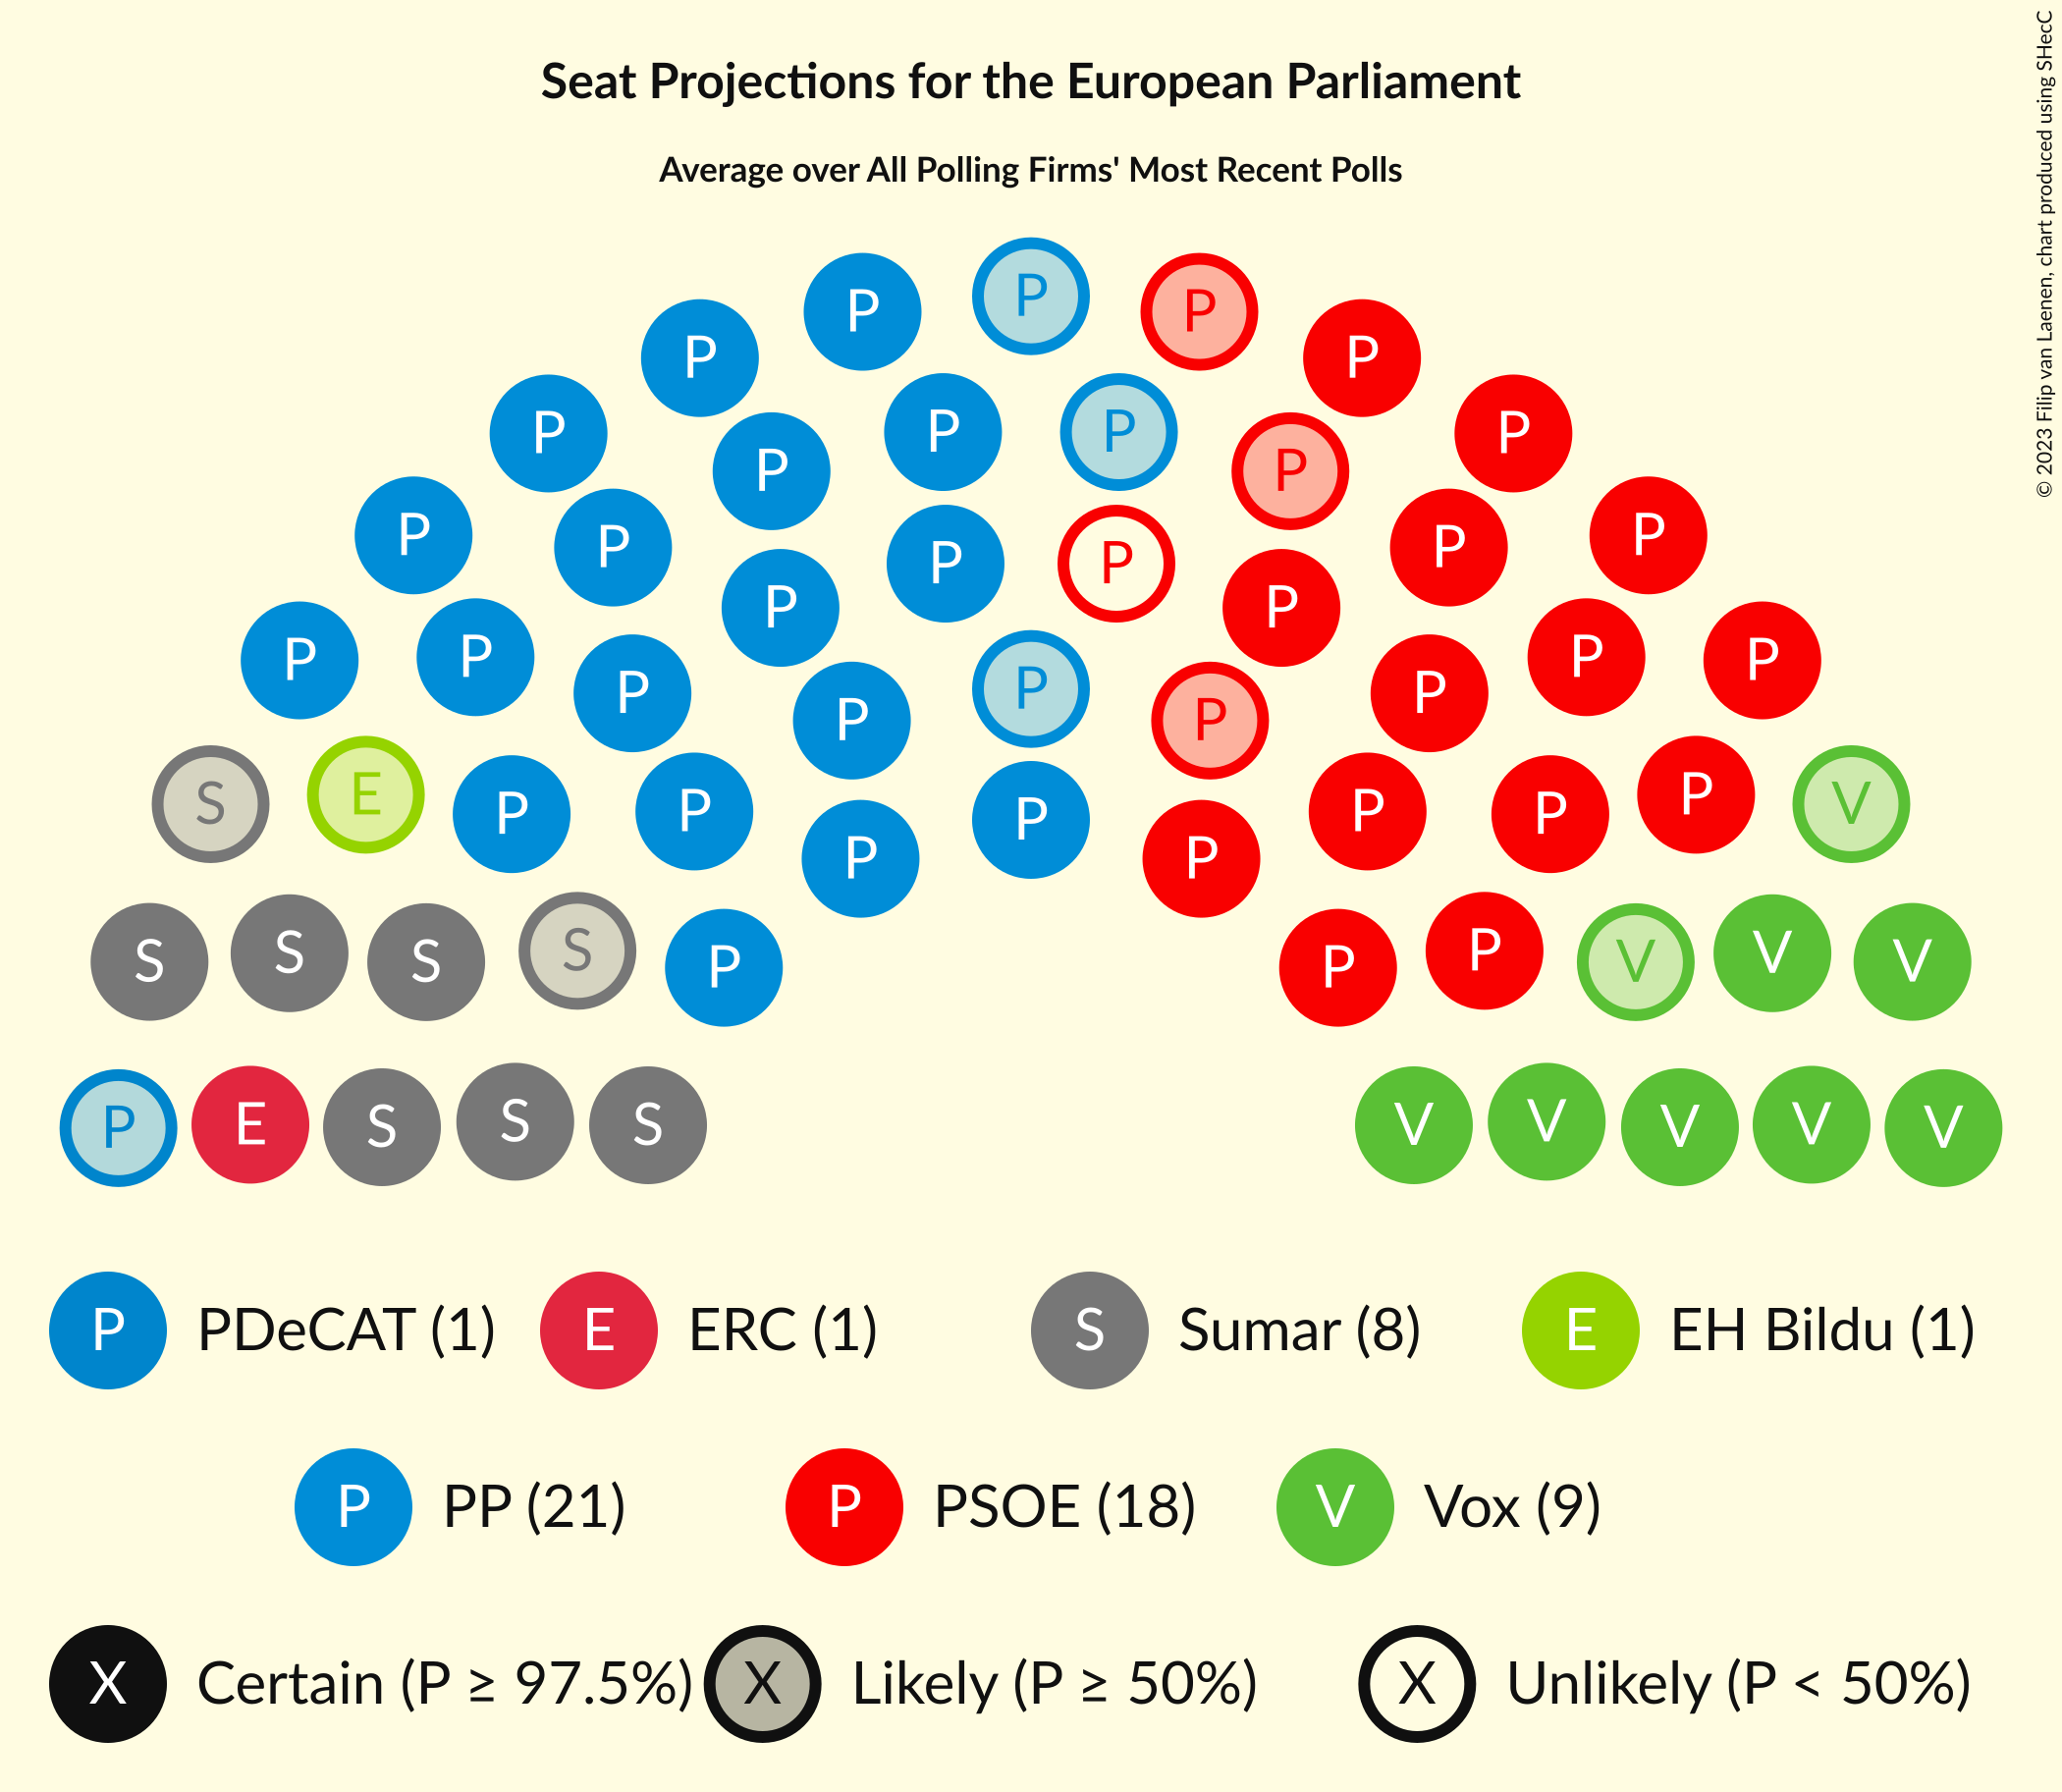 Seat Projections for the European Parliament
Average over All Polling Firms' Most Recent Polls
© 2023 Filip van Laenen, chart produced using SHecC
P
P P
P P
P P P P
P P
P P P P P P
P P
P P P P P P P
P P
S E P P P P P P V
P P
S S S S P P P V V V
P E S S S V V V V V
P PDeCAT (1) E ERC (1) S Sumar (8) E EH Bildu (1)
P PP (21) P PSOE (18) V Vox (9)
X Certain (P ≥ 97.5%) X Likely (P ≥ 50%) X Unlikely (P < 50%)